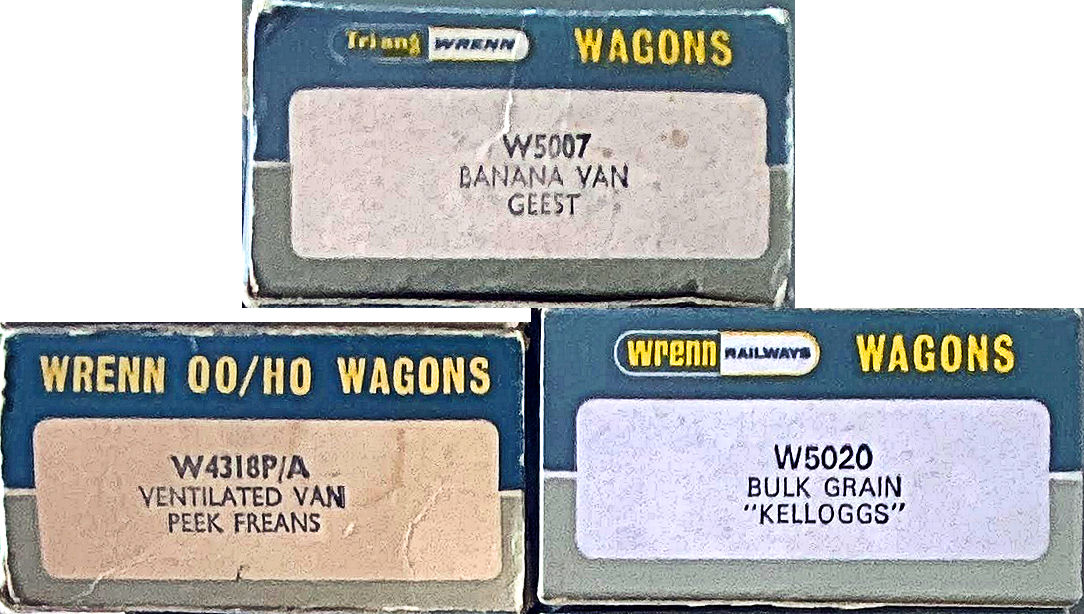 Tri-ang WRENN WAGONS
W5007
BANANA VAN
GEEST
WRENN OO/HO WAGONS
W4318P/A
VENTILATED VAN
PEEK FREANS
Wrenn RAILWAYS WAGONS
W5020
BULK GRAIN
"KELLOGGS"